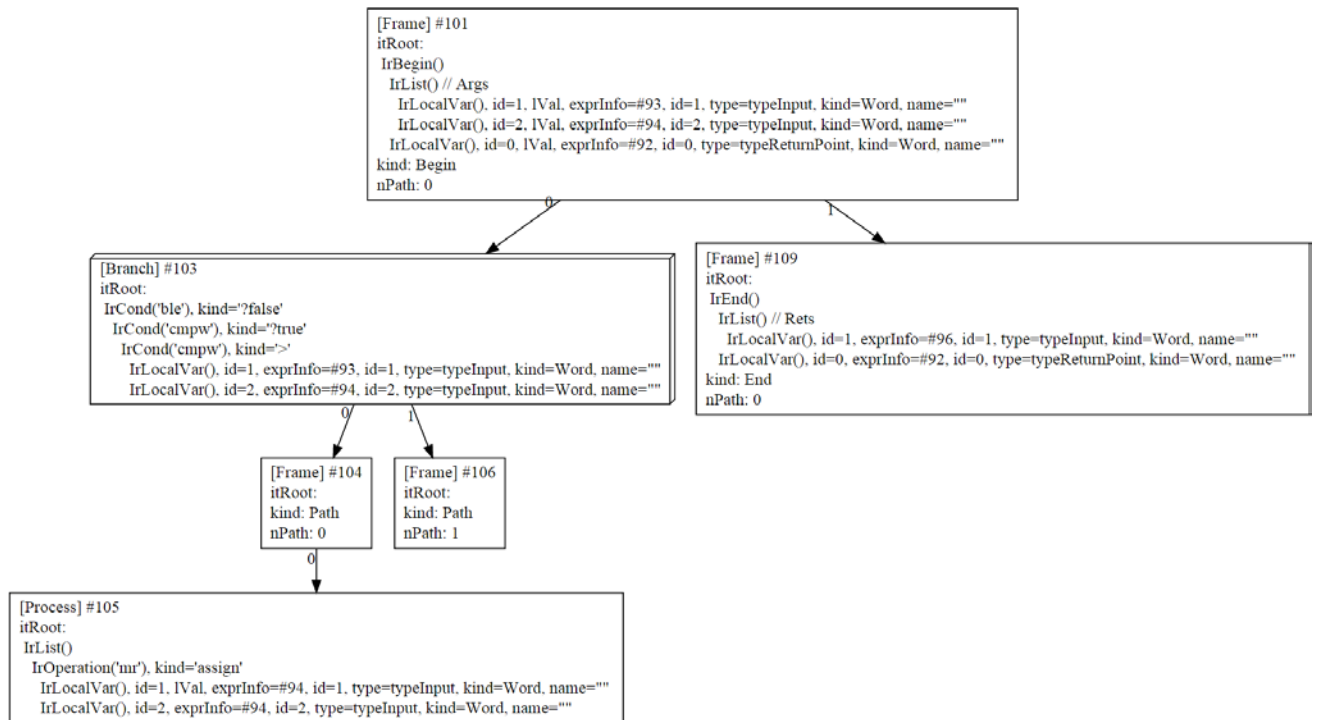 [Frame] #101
itRoot:
IrBegin()
IrList() // Args
IrLocalVar(), id=1, lVal, exprInfo=#93, id=1, type=typeInput, kind=Word, name=""
IrLocalVar(), id=2, lVal, exprInfo=#94, id=2, type=typeInput, kind=Word, name=""
IrLocalVar(), id=0, lVal, exprInfo=#92, id=0, type=typeReturnPoint, kind=Word, name=""
kind: Begin
nPath: 0
0
1
[Branch] #103
itRoot:
IrCond('ble'), kind='?false'
IrCond('cmpw'), kind='?true'
IrCond('cmpw'), kind='>'
IrLocalVar(), id=1, exprInfo=#93, id=1, type=typeInput, kind=Word, name=""
IrLocalVar(), id=2, exprInfo=#94, id=2, type=typeInput, kind=Word, name=""
[Frame] #109
itRoot:
IrEnd()
IrList() // Rets
IrLocalVar(), id=1, exprInfo=#96, id=1, type=typeInput, kind=Word, name=""
IrLocalVar(), id=0, exprInfo=#92, id=0, type=typeReturnPoint, kind=Word, name=""
kind: End
nPath: 0
0
1
[Frame] #104
itRoot:
kind: Path
nPath: 0
[Frame] #106
itRoot:
kind: Path
nPath: 1
0
[Process] #105
itRoot:
IrList()
IrOperation('mr'), kind='assign'
IrLocalVar(), id=1, lVal, exprInfo=#94, id=1, type=typeInput, kind=Word, name=""
IrLocalVar(), id=2, exprInfo=#94, id=2, type=typeInput, kind=Word, name=""